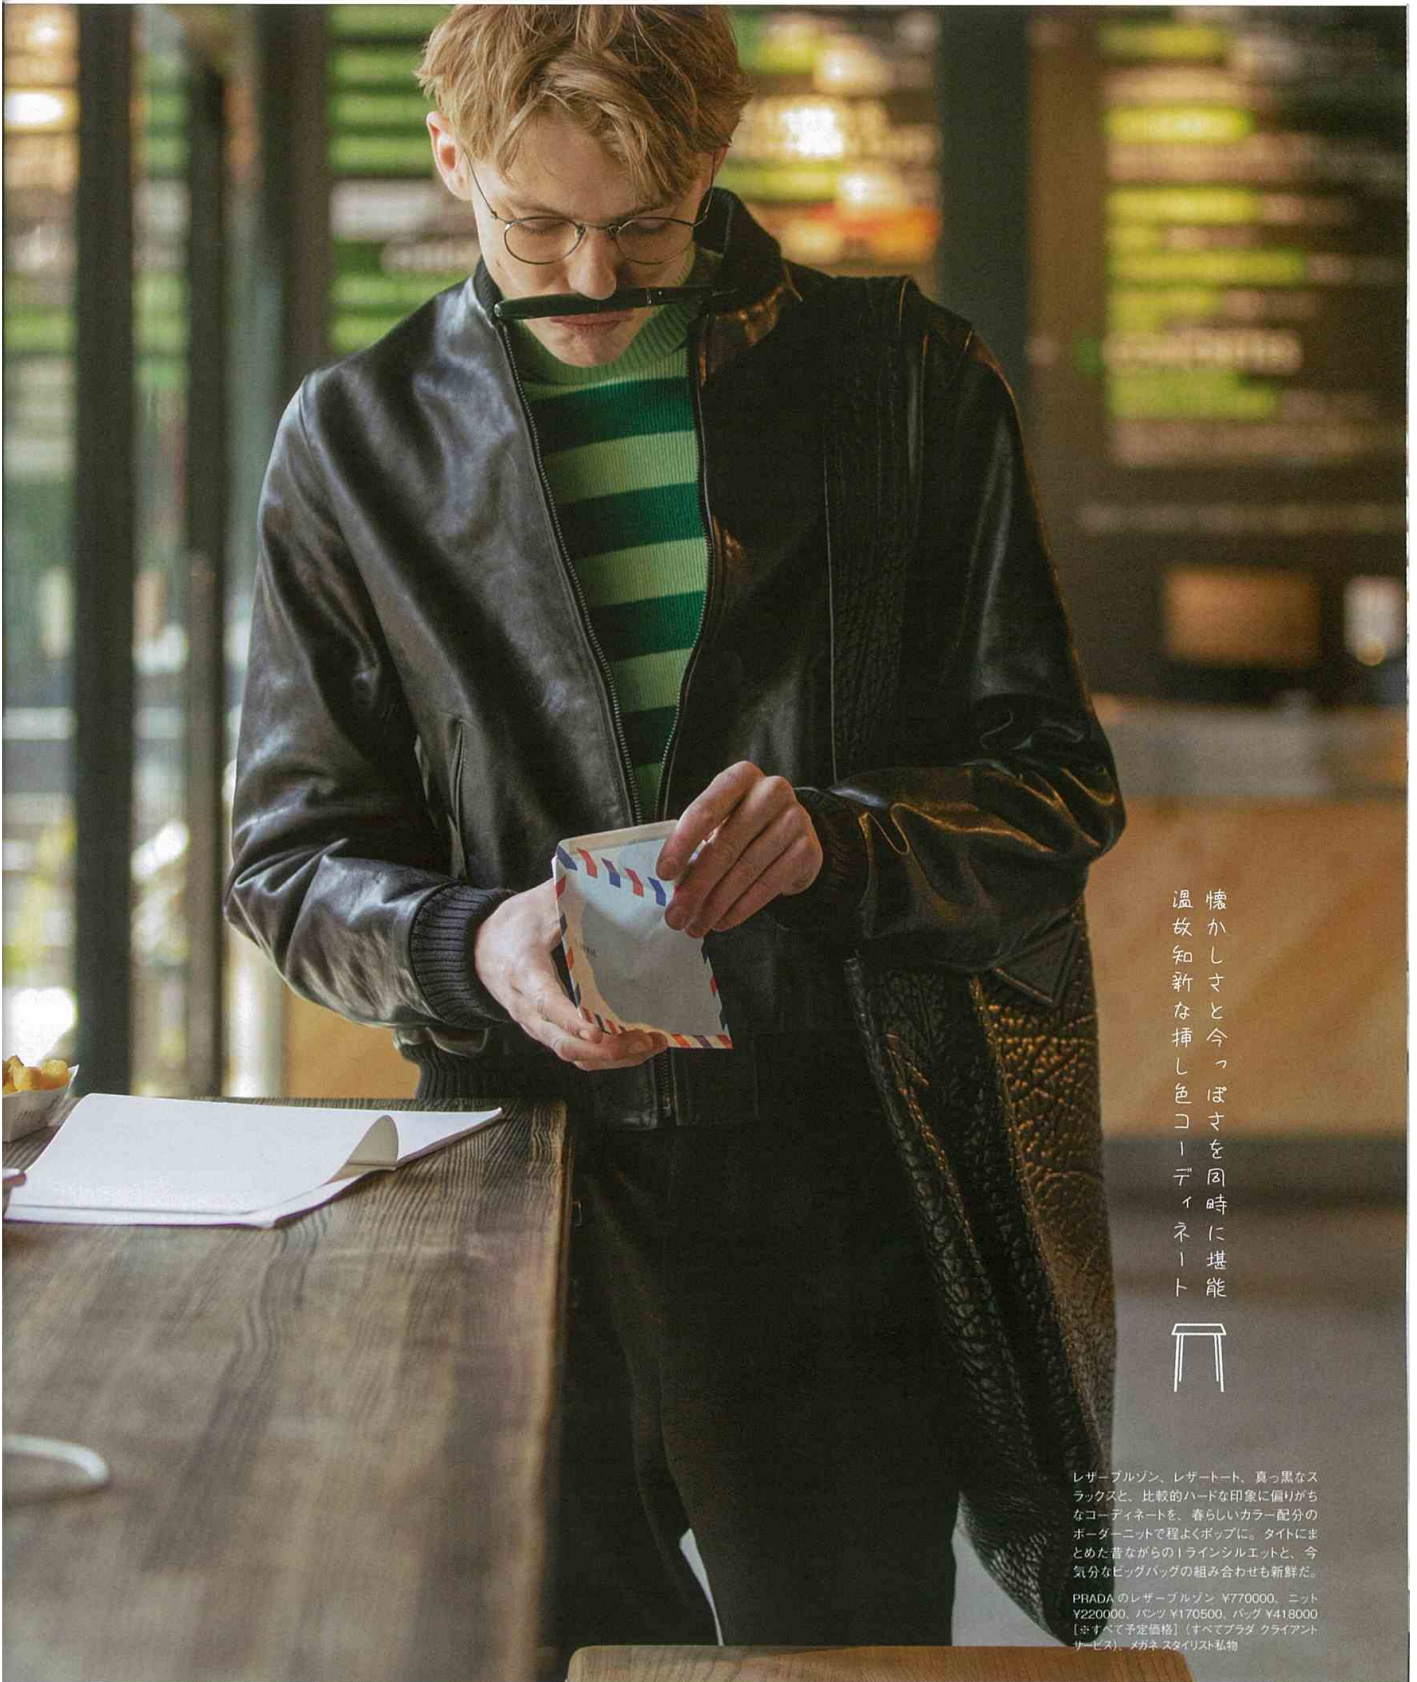 懐かしさと今っぽさを同時に堪能
温故知新な挿し色コーディネート
レザーブルゾン、レザートート、真っ黒なス
ラックスと、比較的ハードな印象に偏りがち
なコーディネートを、春らしいカラー配分の
ボーダーニットで程よくポップに。タイトにま
とめた昔ながらのIラインシルエットと、今
気分なビッグバッグの組み合わせも新鮮だ。
PRADAのレザーブルゾン ¥770000、ニット
¥220000、パンツ ¥170500、バッグ ¥418000
[※すべて予定価格]（すべてプラダ クライアント
サービス）、メガネ スタイリスト私物